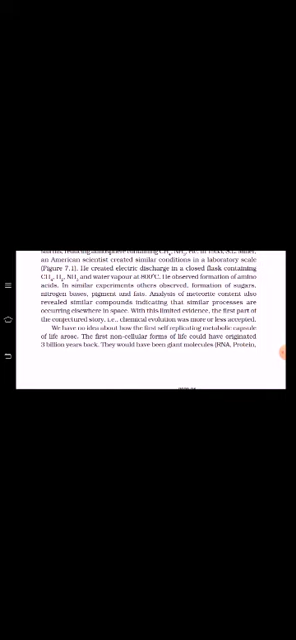 an American scientist created similar conditions in a laboratory scale
(Figure 7.1). He created electric discharge in a closed flask containing
CH₄, H₂, NH₃ and water vapour at 800°C. He observed formation of amino
acids. In similar experiments others observed, formation of sugars,
nitrogen bases, pigment and fats. Analysis of meteorite content also
revealed similar compounds indicating that similar processes are
occurring elsewhere in space. With this limited evidence, the first part of
the conjectured story, i.e., chemical evolution was more or less accepted.
We have no idea about how the first self replicating metabolic capsule
of life arose. The first non-cellular forms of life could have originated
3 billion years back. They would have been giant molecules (RNA, Protein,